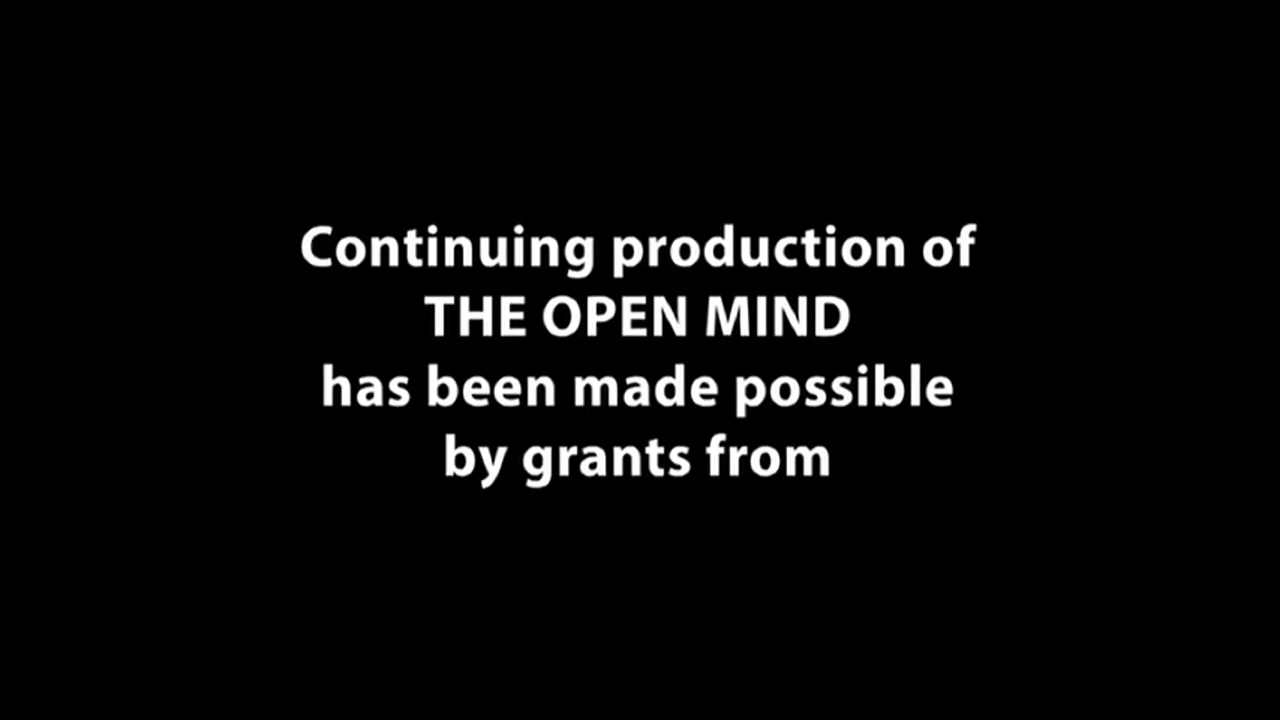 Continuing production of
THE OPEN MIND
has been made possible
by grants from